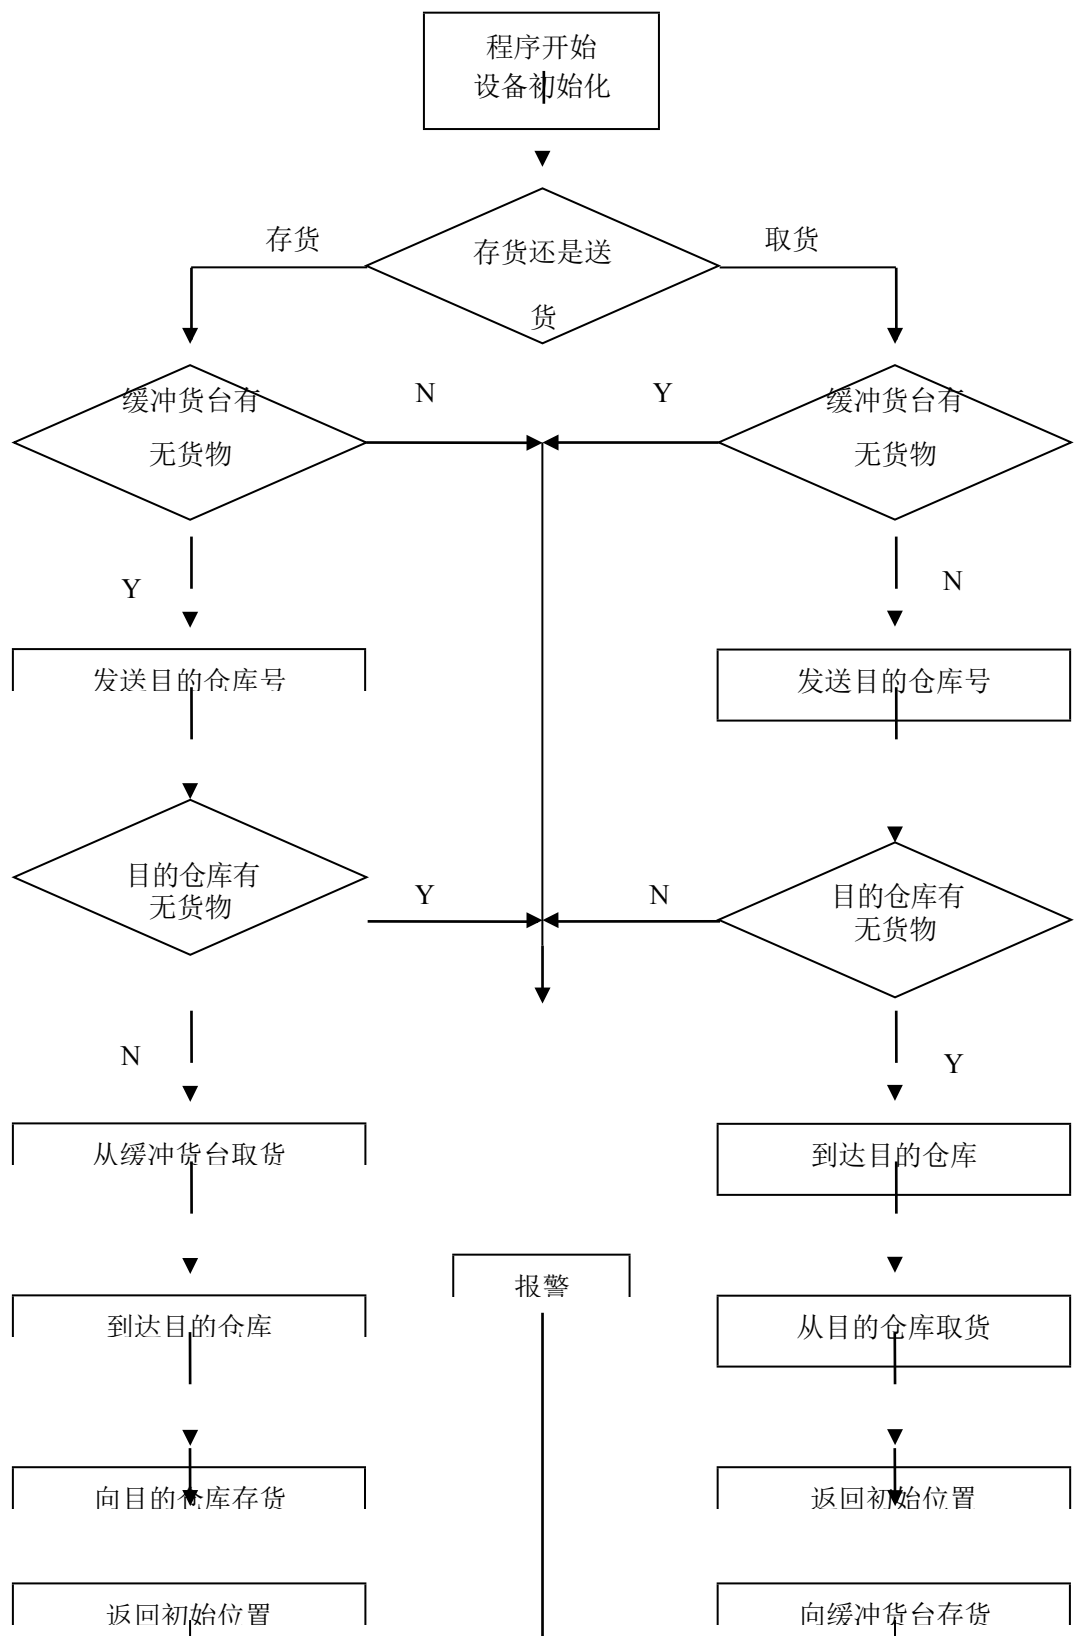 程序开始
设备初始化
存货
存货还是送
货
取货
缓冲货台有
无货物
N
Y
缓冲货台有
无货物
Y
N
发送目的仓库号
发送目的仓库号
目的仓库有
无货物
Y
N
目的仓库有
无货物
N
Y
从缓冲货台取货
到达目的仓库
报警
到达目的仓库
从目的仓库取货
向目的仓库存货
返回初始位置
返回初始位置
向缓冲货台存货